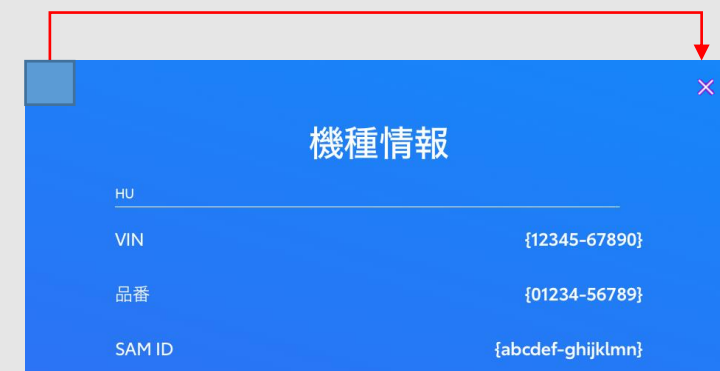 機種情報
HU
VIN {12345-67890}
品番 {01234-56789}
SAM ID {abcdef-ghijklmn}